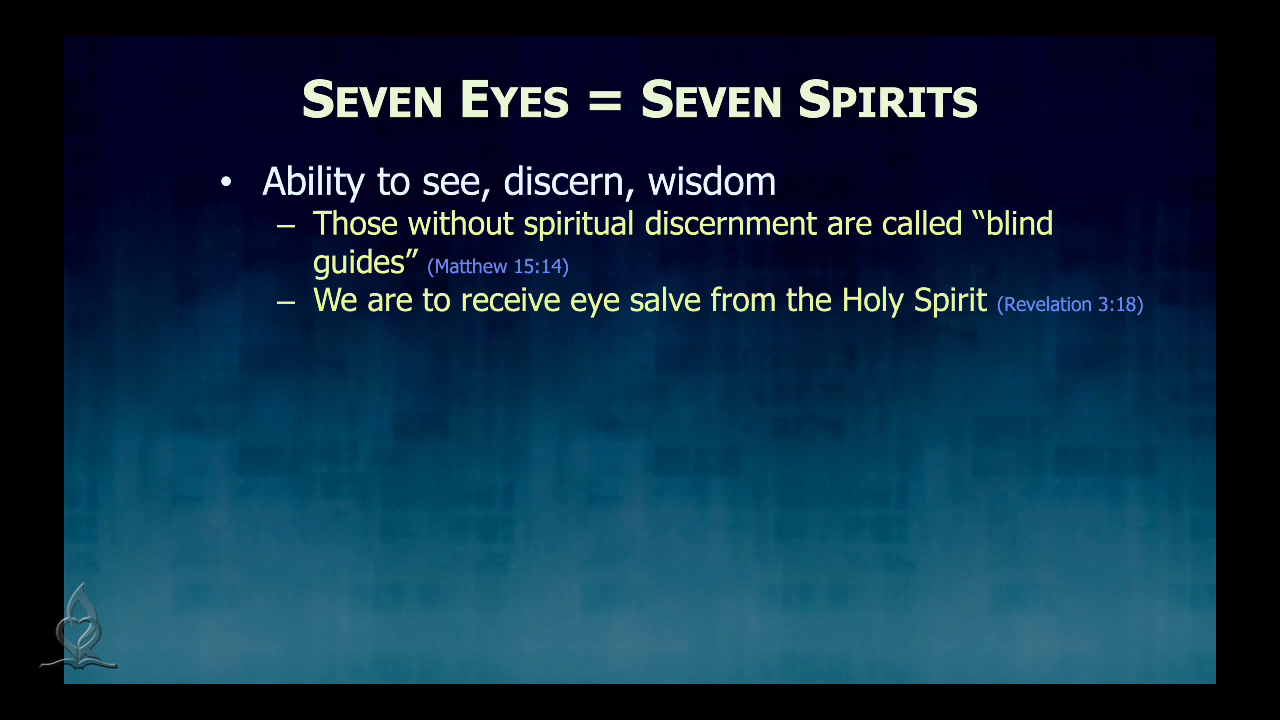 SEVEN EYES = SEVEN SPIRITS
• Ability to see, discern, wisdom
– Those without spiritual discernment are called “blind
guides” (Matthew 15:14)
– We are to receive eye salve from the Holy Spirit (Revelation 3:18)